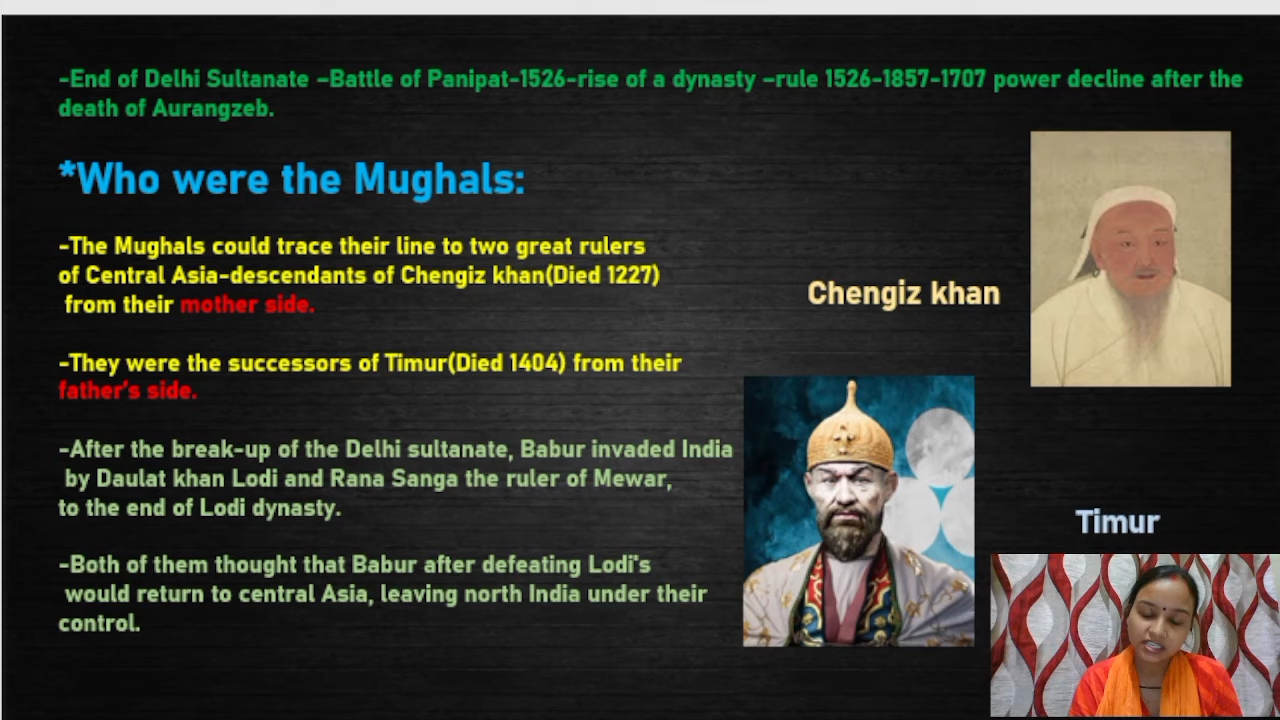 -End of Delhi Sultanate -Battle of Panipat-1526-rise of a dynasty -rule 1526-1857-1707 power decline after the
death of Aurangzeb.
*Who were the Mughals:
-The Mughals could trace their line to two great rulers
of Central Asia-descendants of Chengiz khan(Died 1227)
from their mother side.
-They were the successors of Timur(Died 1404) from their
father's side.
-After the break-up of the Delhi sultanate, Babur invaded India
by Daulat khan Lodi and Rana Sanga the ruler of Mewar,
to the end of Lodi dynasty.
-Both of them thought that Babur after defeating Lodi's
would return to central Asia, leaving north India under their
control.
Chengiz khan
Timur